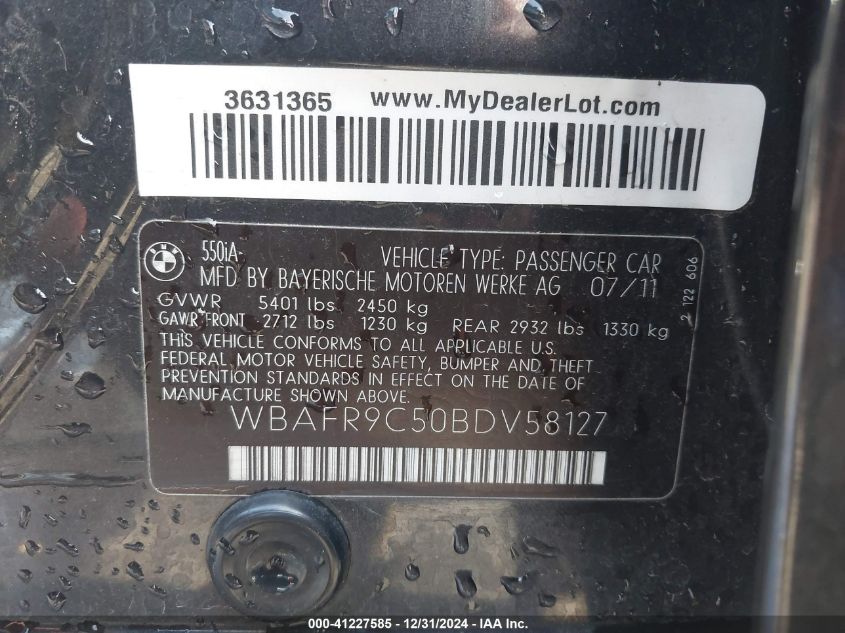 3631365 www.MyDealerLot.com
BMW 550iA VEHICLE TYPE: PASSENGER CAR
MFD BY BAYERISCHE MOTOREN WERKE AG 07/11
GVWR 5401 lbs 2450 kg
GAWR FRONT 2712 lbs 1230 kg REAR 2932 lbs 1330 kg
THIS VEHICLE CONFORMS TO ALL APPLICABLE U.S.
FEDERAL MOTOR VEHICLE SAFETY, BUMPER AND THEFT
PREVENTION STANDARDS IN EFFECT ON THE DATE OF
MANUFACTURE SHOWN ABOVE.
WBAFR9C50BDV58127
2 122 606
000-41227585 - 12/31/2024 - IAA Inc.